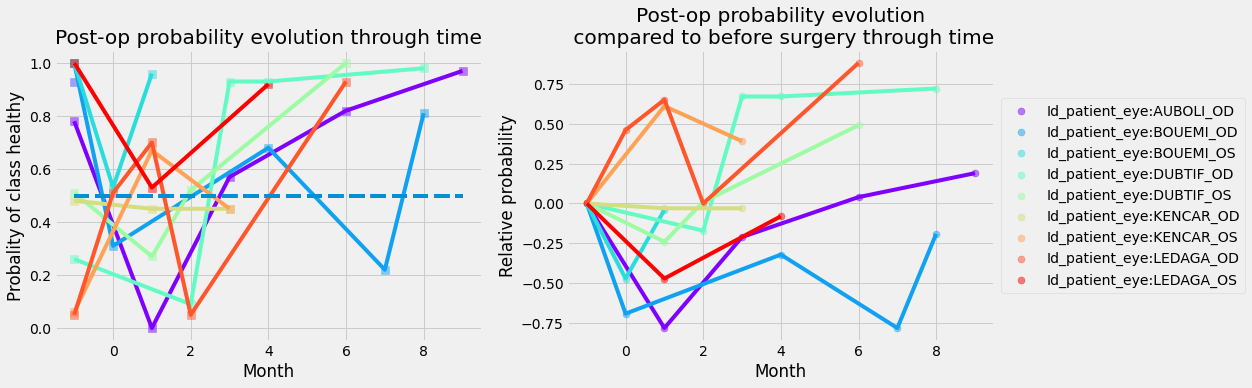 Post-op probability evolution through time
Probality of class healthy
1.0
0.8
0.6
0.4
0.2
0.0
0 2 4 6 8
Month
Post-op probability evolution
compared to before surgery through time
Relative probability
0.75
0.50
0.25
0.00
−0.25
−0.50
−0.75
0 2 4 6 8
Month
Id_patient_eye:AUBOLI_OD
Id_patient_eye:BOUEMI_OD
Id_patient_eye:BOUEMI_OS
Id_patient_eye:DUBTIF_OD
Id_patient_eye:DUBTIF_OS
Id_patient_eye:KENCAR_OD
Id_patient_eye:KENCAR_OS
Id_patient_eye:LEDAGA_OD
Id_patient_eye:LEDAGA_OS